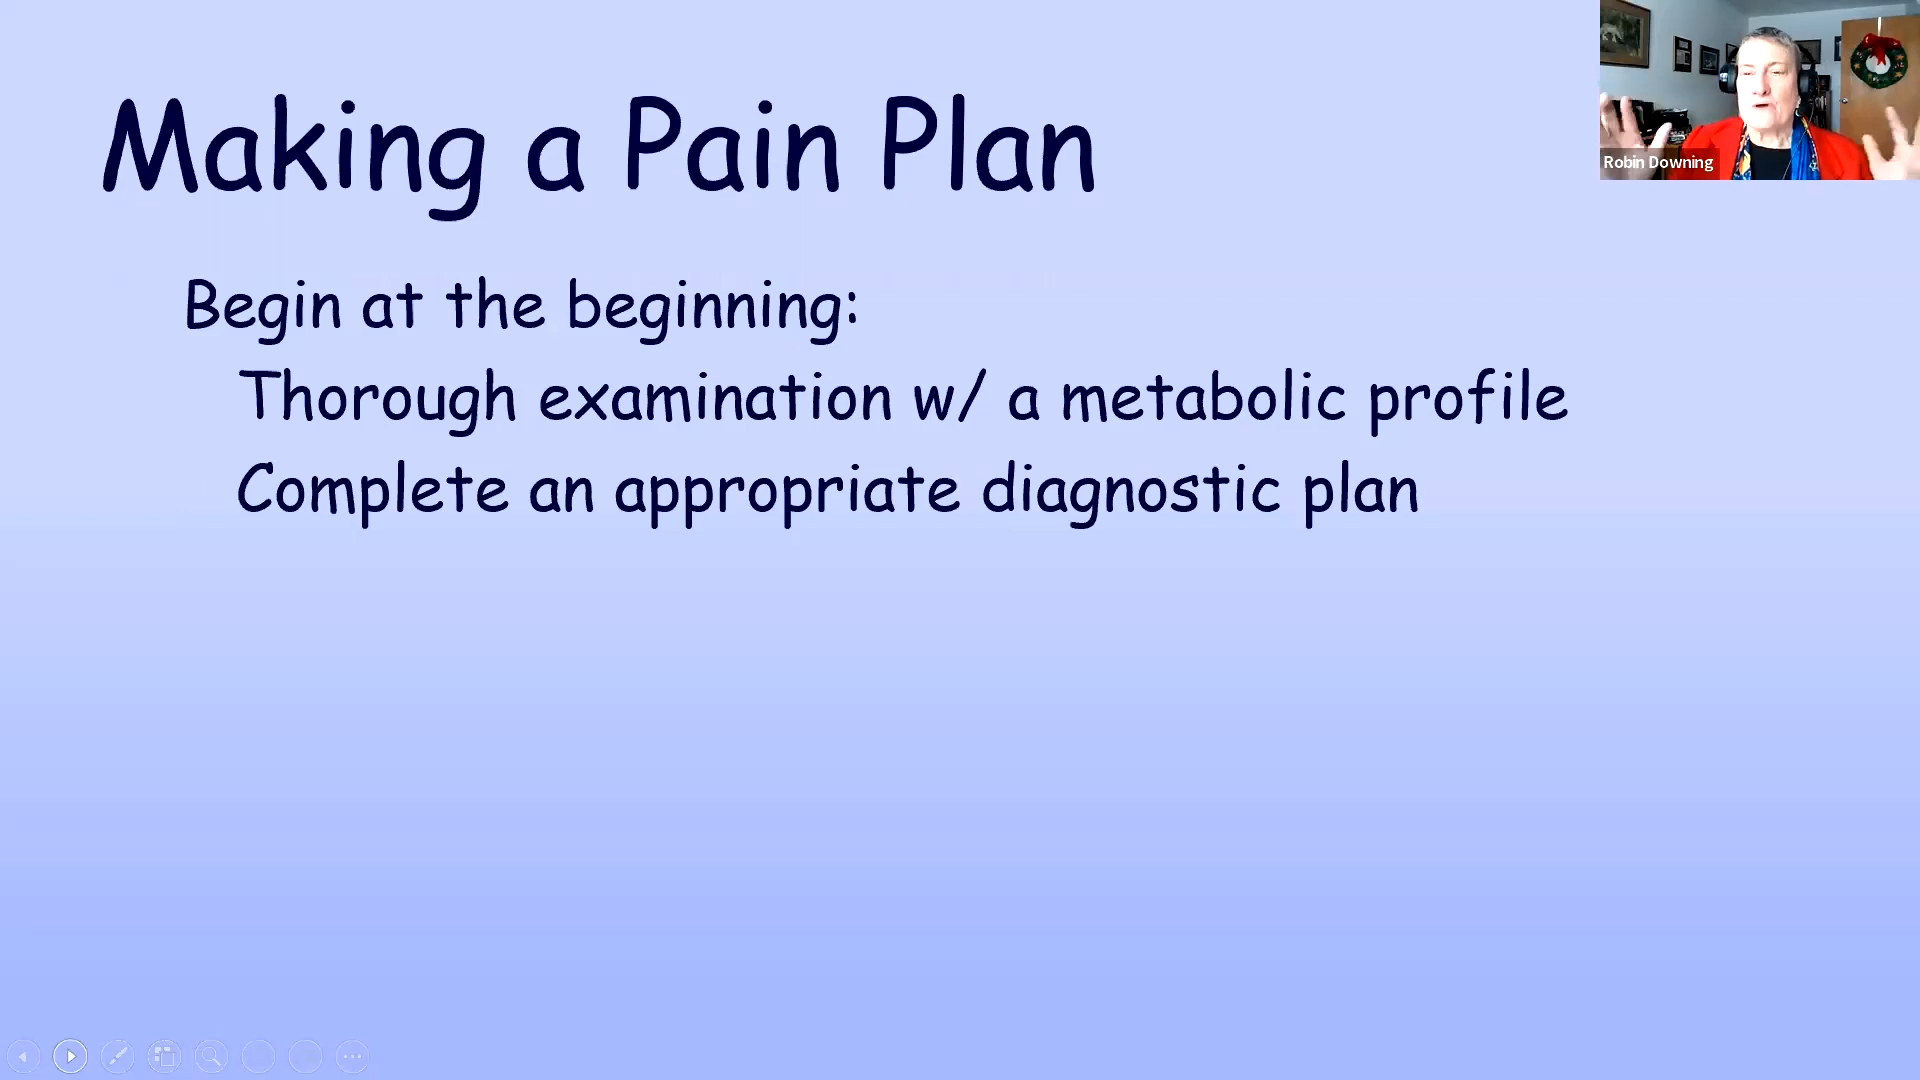 Making a Pain Plan
Robin Downing
Begin at the beginning:
Thorough examination w/ a metabolic profile
Complete an appropriate diagnostic plan